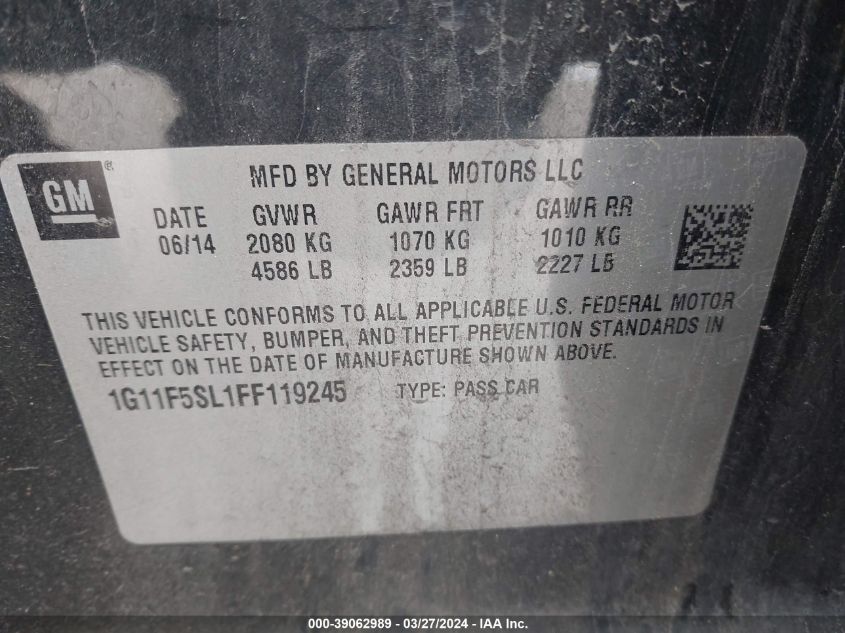 GM ®
MFD BY GENERAL MOTORS LLC
DATE GVWR GAWR FRT GAWR RR
06/14 2080 KG 1070 KG 1010 KG
4586 LB 2359 LB 2227 LB
THIS VEHICLE CONFORMS TO ALL APPLICABLE U.S. FEDERAL MOTOR
VEHICLE SAFETY, BUMPER, AND THEFT PREVENTION STANDARDS IN
EFFECT ON THE DATE OF MANUFACTURE SHOWN ABOVE.
1G11F5SL1FF119245 TYPE: PASS CAR
000-39062989 - 03/27/2024 - IAA Inc.